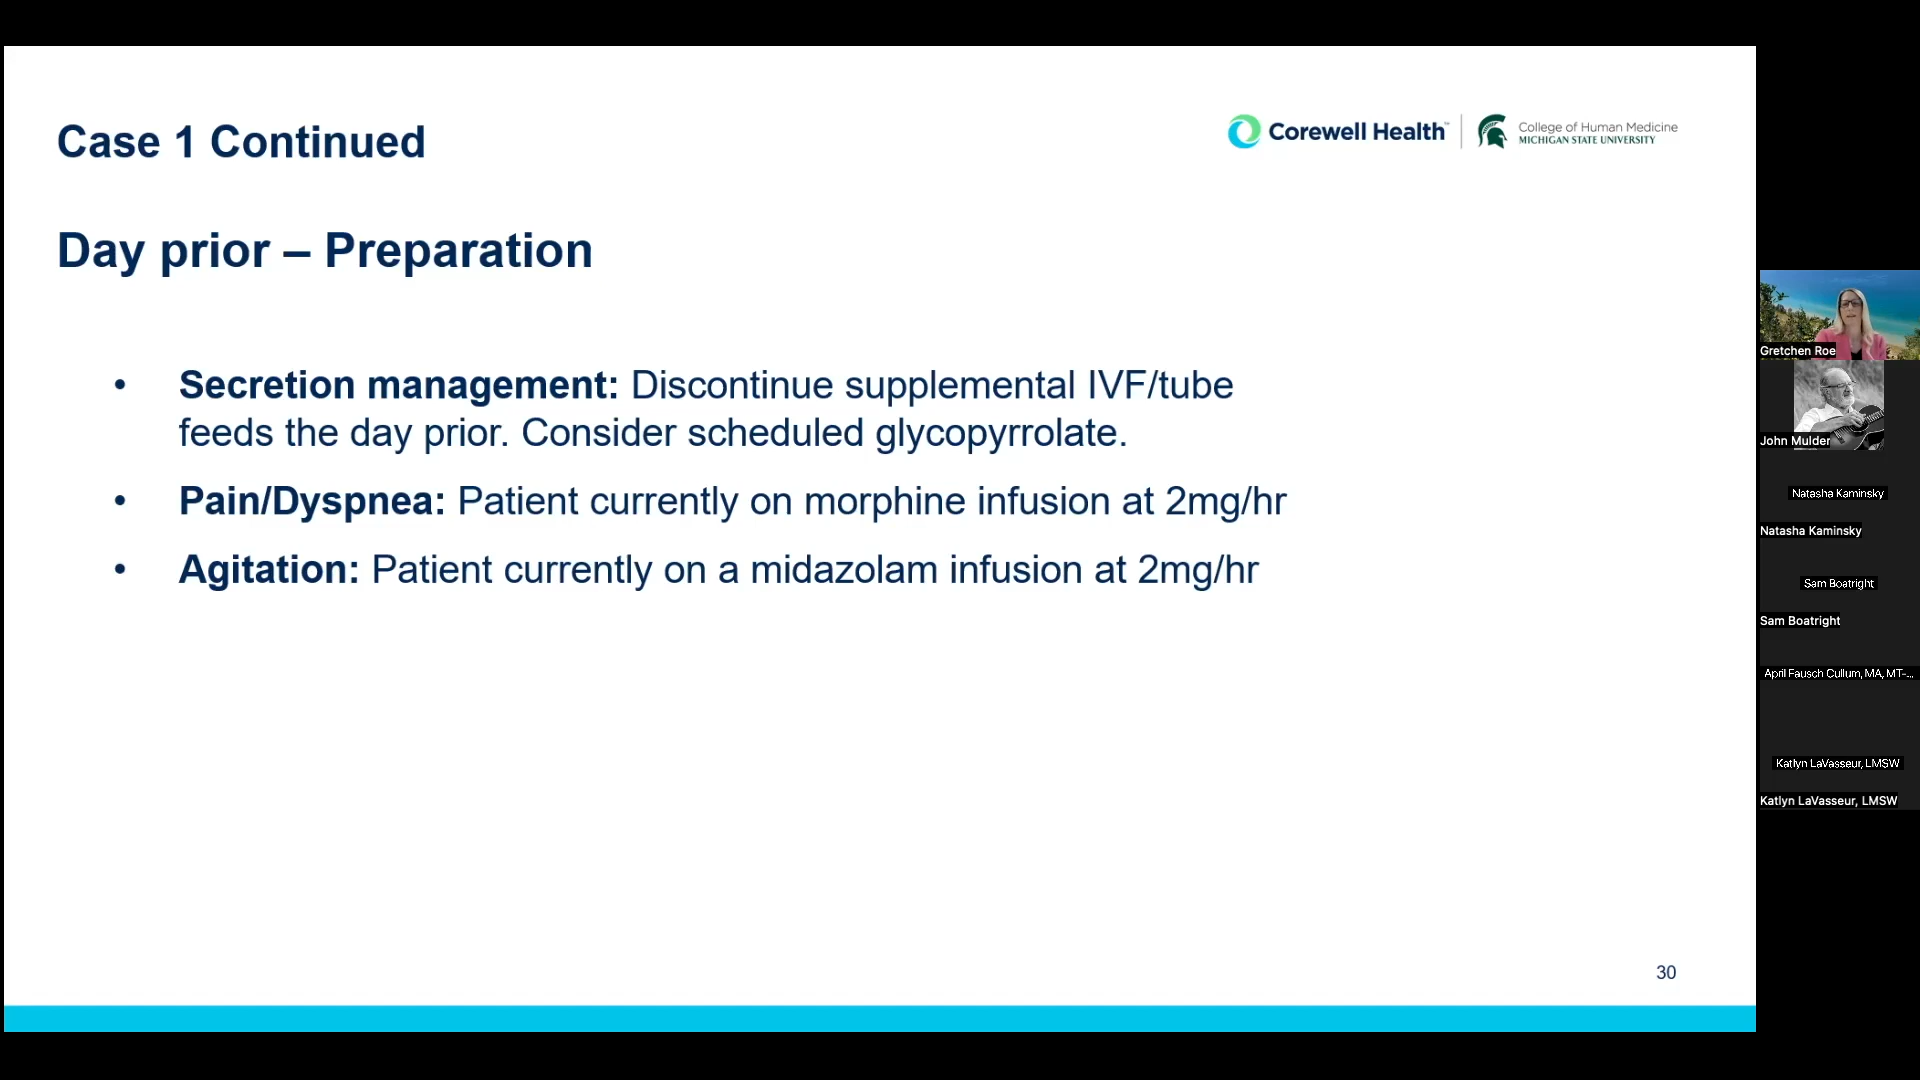 Case 1 Continued
Corewell Health™
College of Human Medicine
MICHIGAN STATE UNIVERSITY
Day prior – Preparation
• Secretion management: Discontinue supplemental IVF/tube
feeds the day prior. Consider scheduled glycopyrrolate.
• Pain/Dyspnea: Patient currently on morphine infusion at 2mg/hr
• Agitation: Patient currently on a midazolam infusion at 2mg/hr
30
Gretchen Roe
John Mulder
Natasha Kaminsky
Natasha Kaminsky
Sam Boatright
Sam Boatright
April Fausch Cullum, MA, MT-...
Katlyn LaVasseur, LMSW
Katlyn LaVasseur, LMSW